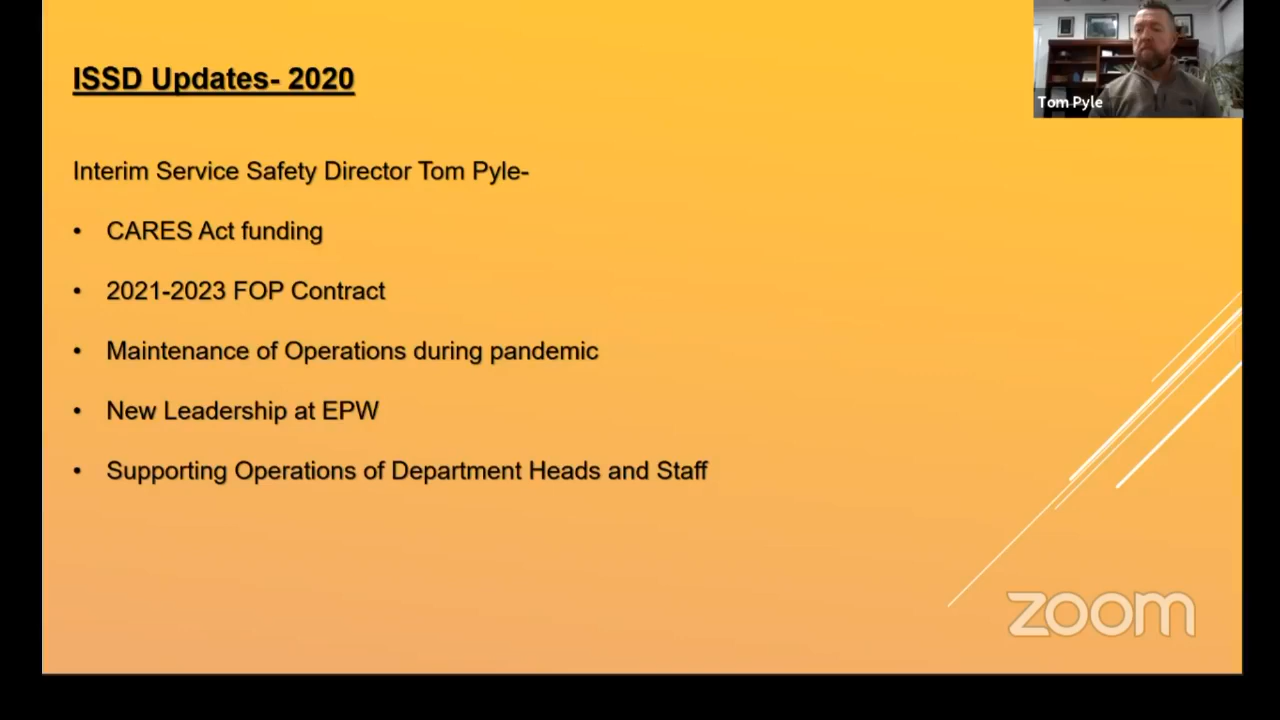 ISSD Updates- 2020
Tom Pyle
Interim Service Safety Director Tom Pyle-
• CARES Act funding
• 2021-2023 FOP Contract
• Maintenance of Operations during pandemic
• New Leadership at EPW
• Supporting Operations of Department Heads and Staff
zoom